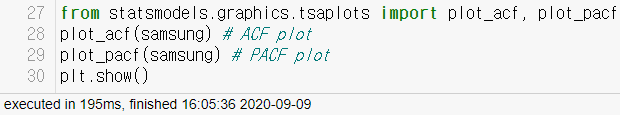 27 from statsmodels.graphics.tsaplots import plot_acf, plot_pacf
28 plot_acf(samsung) # ACF plot
29 plot_pacf(samsung) # PACF plot
30 plt.show()
executed in 195ms, finished 16:05:36 2020-09-09